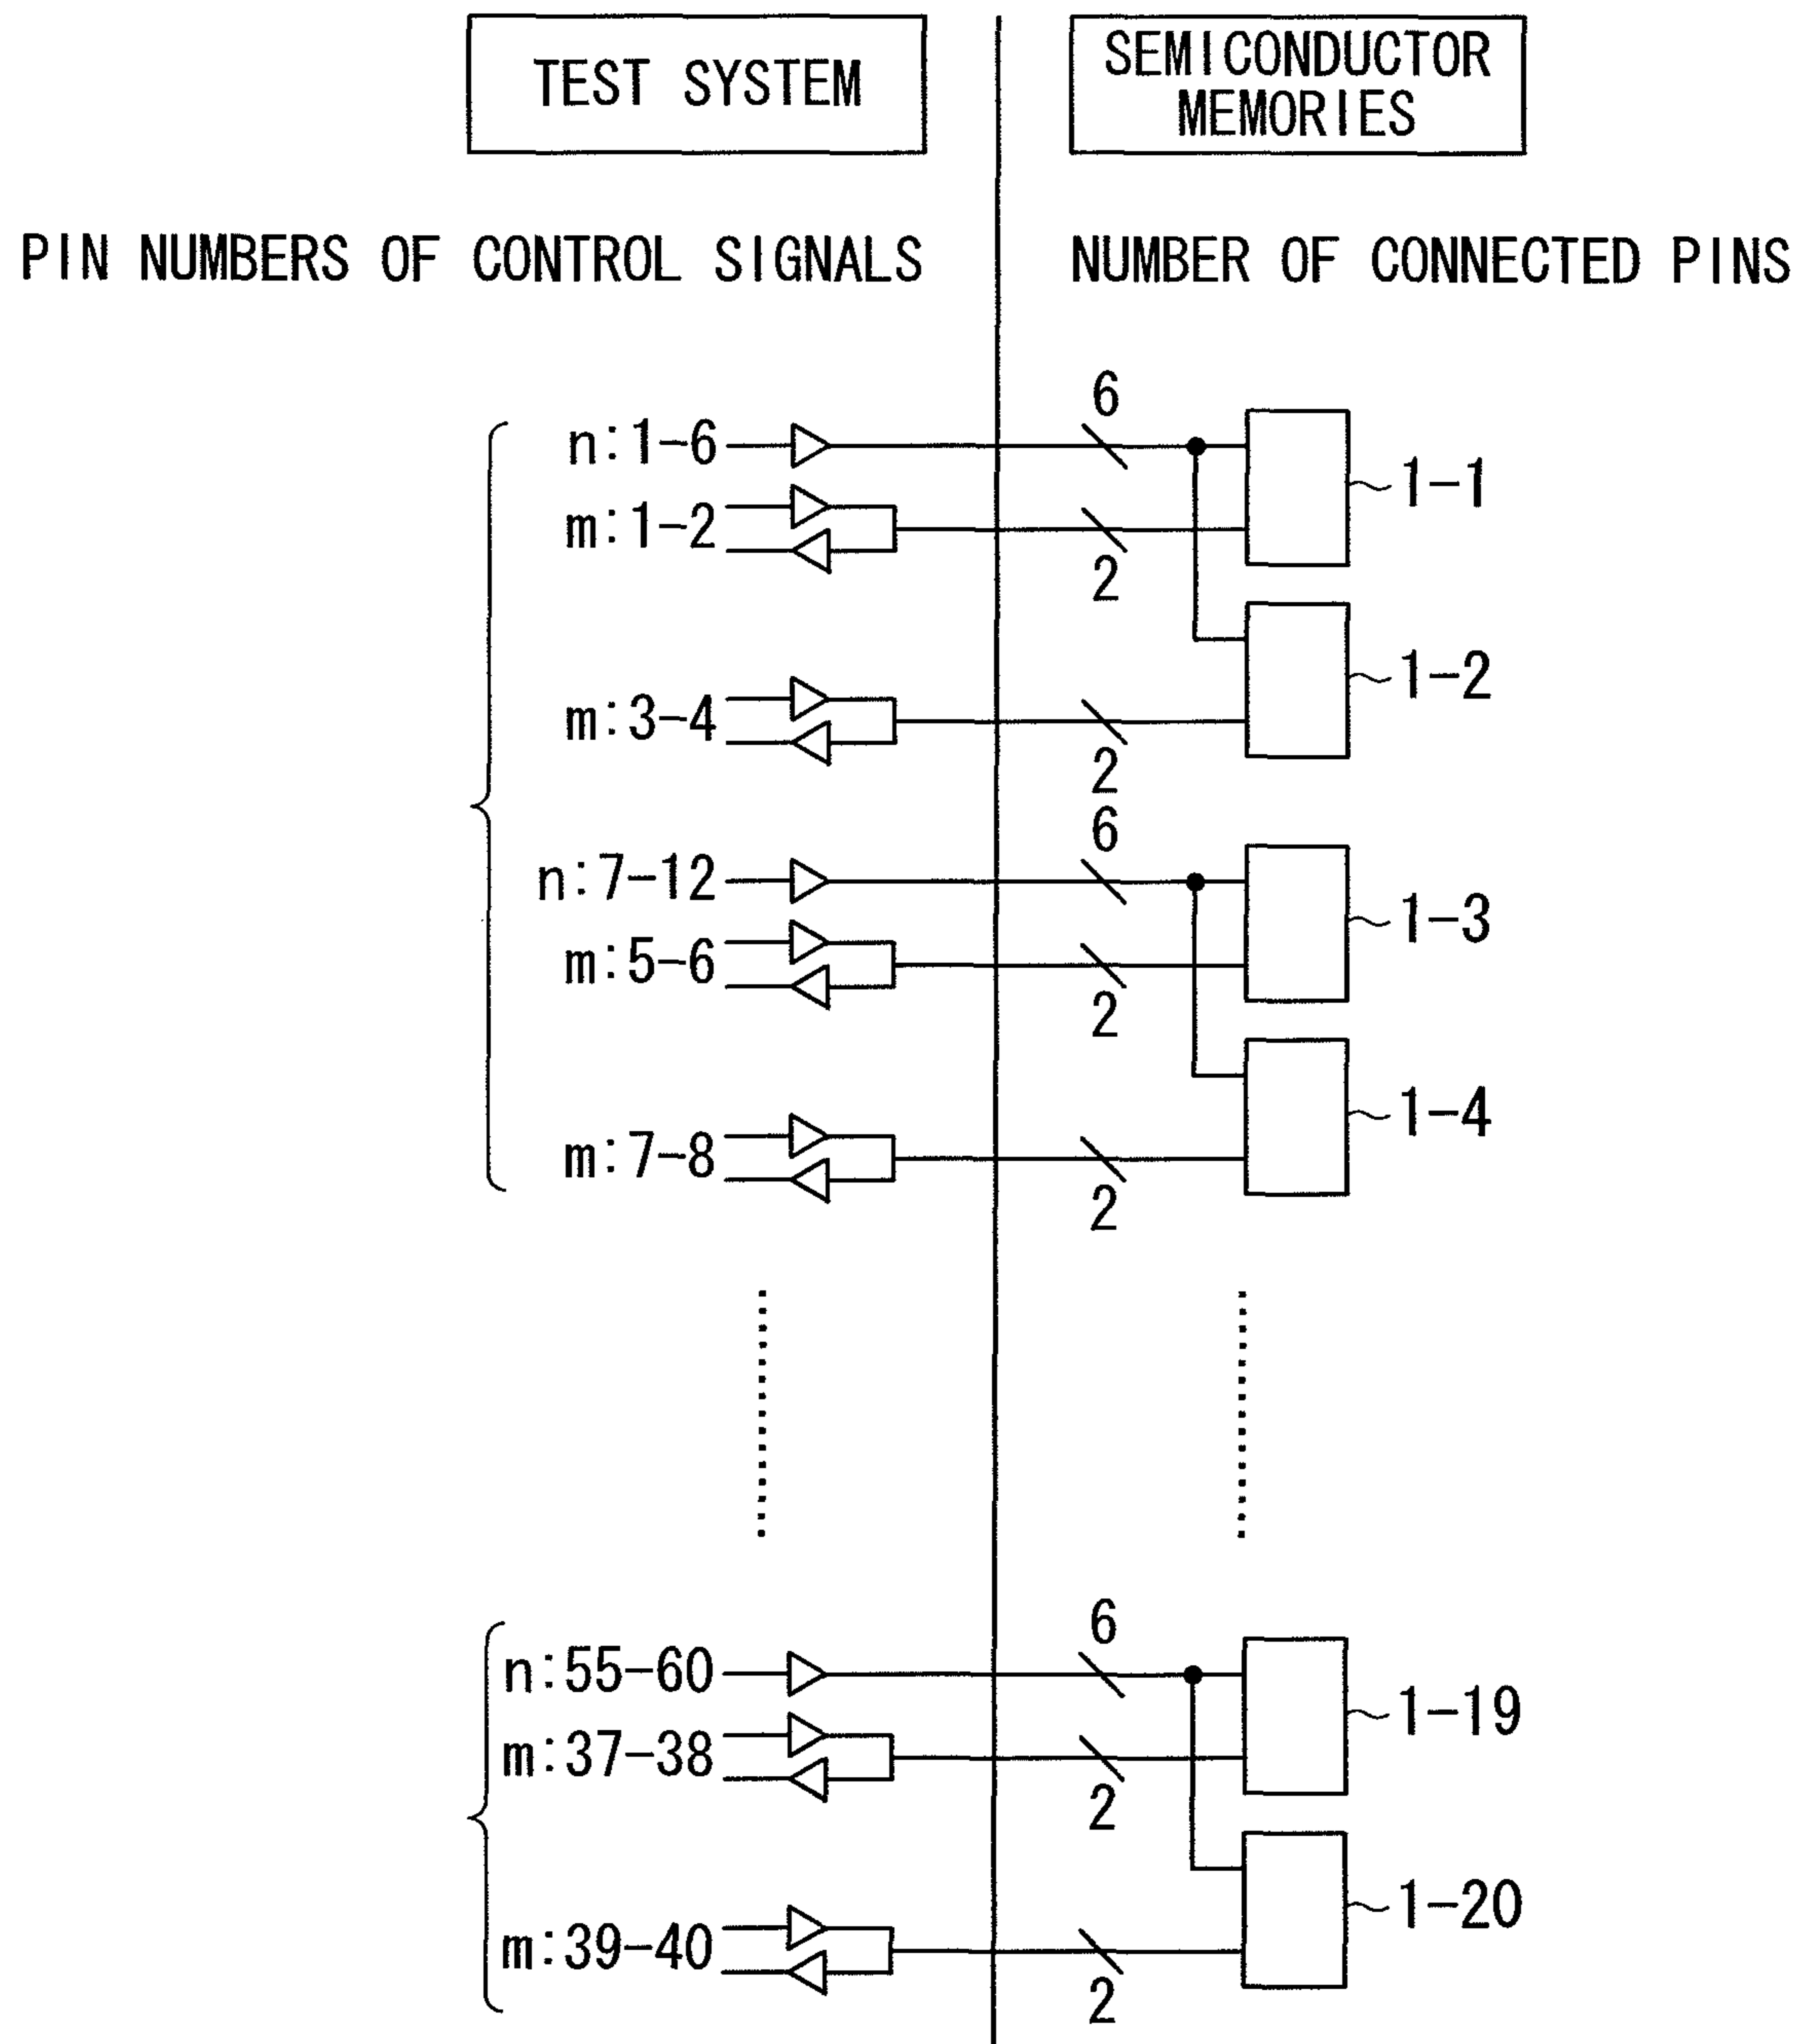 TEST SYSTEM
SEMICONDUCTOR
MEMORIES
PIN NUMBERS OF CONTROL SIGNALS
NUMBER OF CONNECTED PINS
n:1-6
6
1-1
m:1-2
2
1-2
m:3-4
2
n:7-12
6
1-3
m:5-6
2
1-4
m:7-8
2
n:55-60
6
1-19
m:37-38
2
1-20
m:39-40
2